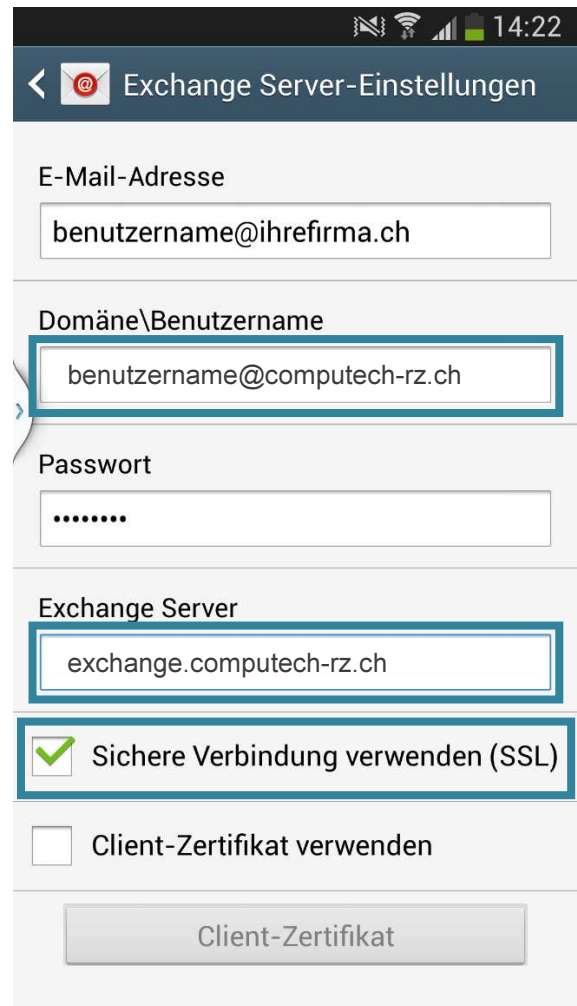 14:22
Exchange Server-Einstellungen
E-Mail-Adresse
benutzername@ihrefirma.ch
Domäne\Benutzername
benutzername@computech-rz.ch
Passwort
••••••••
Exchange Server
exchange.computech-rz.ch
Sichere Verbindung verwenden (SSL)
Client-Zertifikat verwenden
Client-Zertifikat